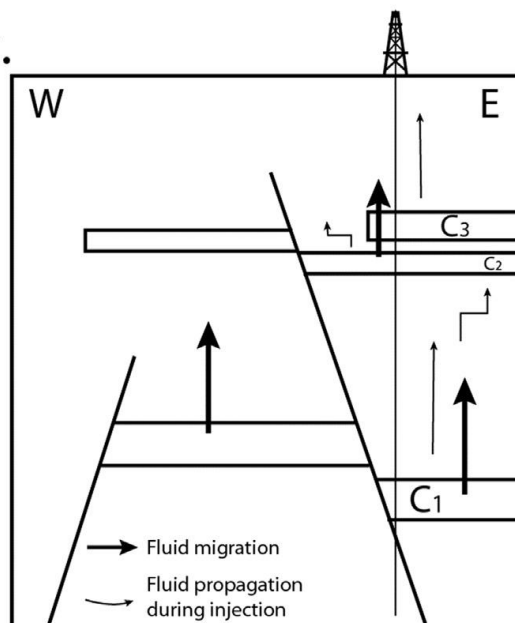 W
E
C3
C2
C1
Fluid migration
Fluid propagation
during injection